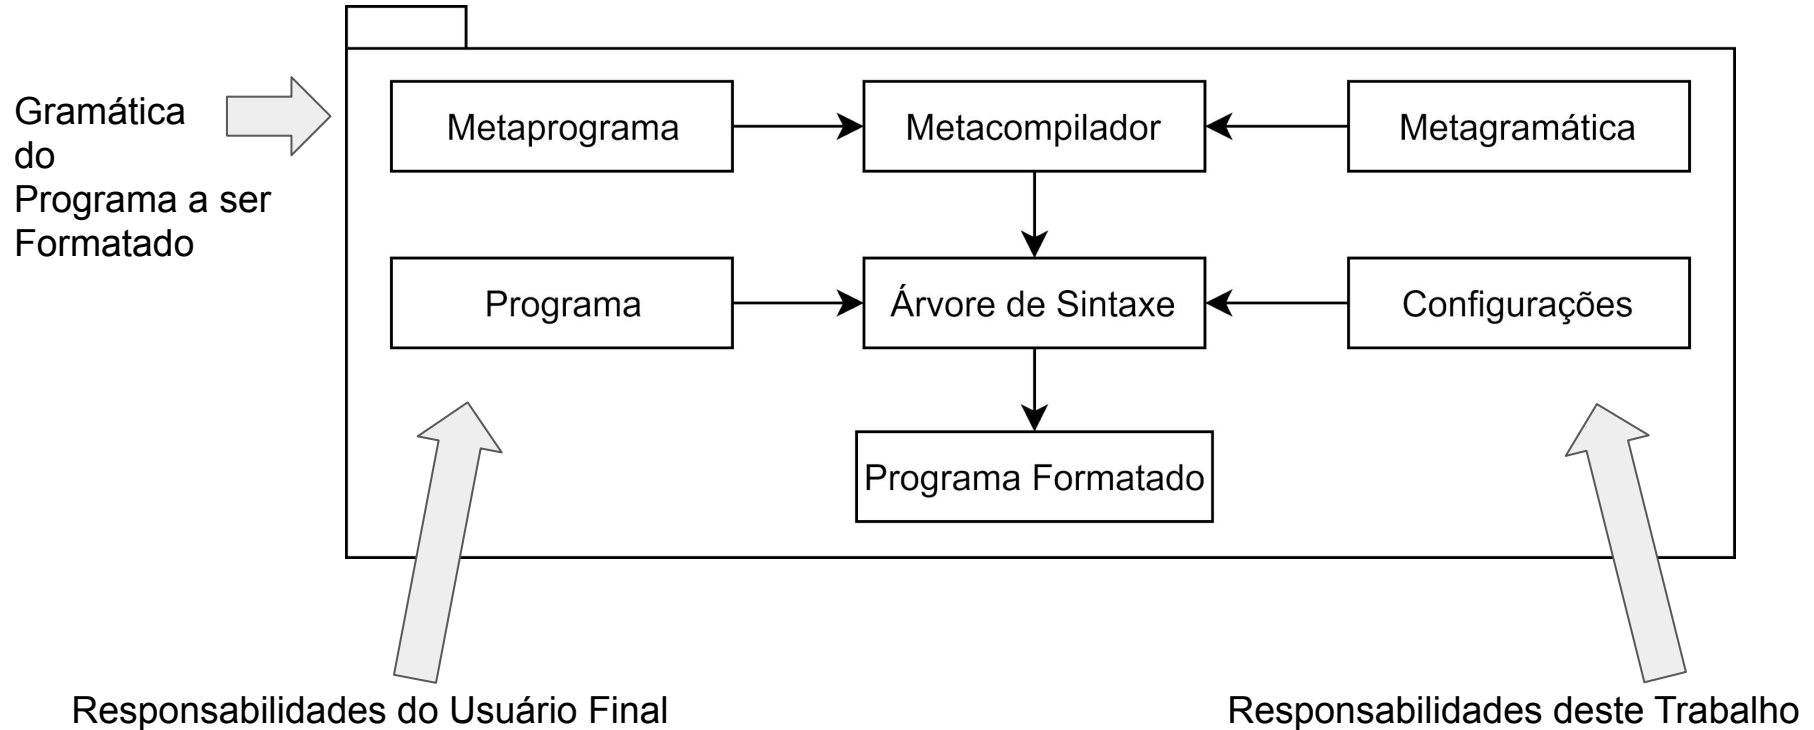 Gramática
do
Programa a ser
Formatado
Metaprograma
Metacompilador
Metagramática
Programa
Árvore de Sintaxe
Configurações
Programa Formatado
Responsabilidades do Usuário Final
Responsabilidades deste Trabalho